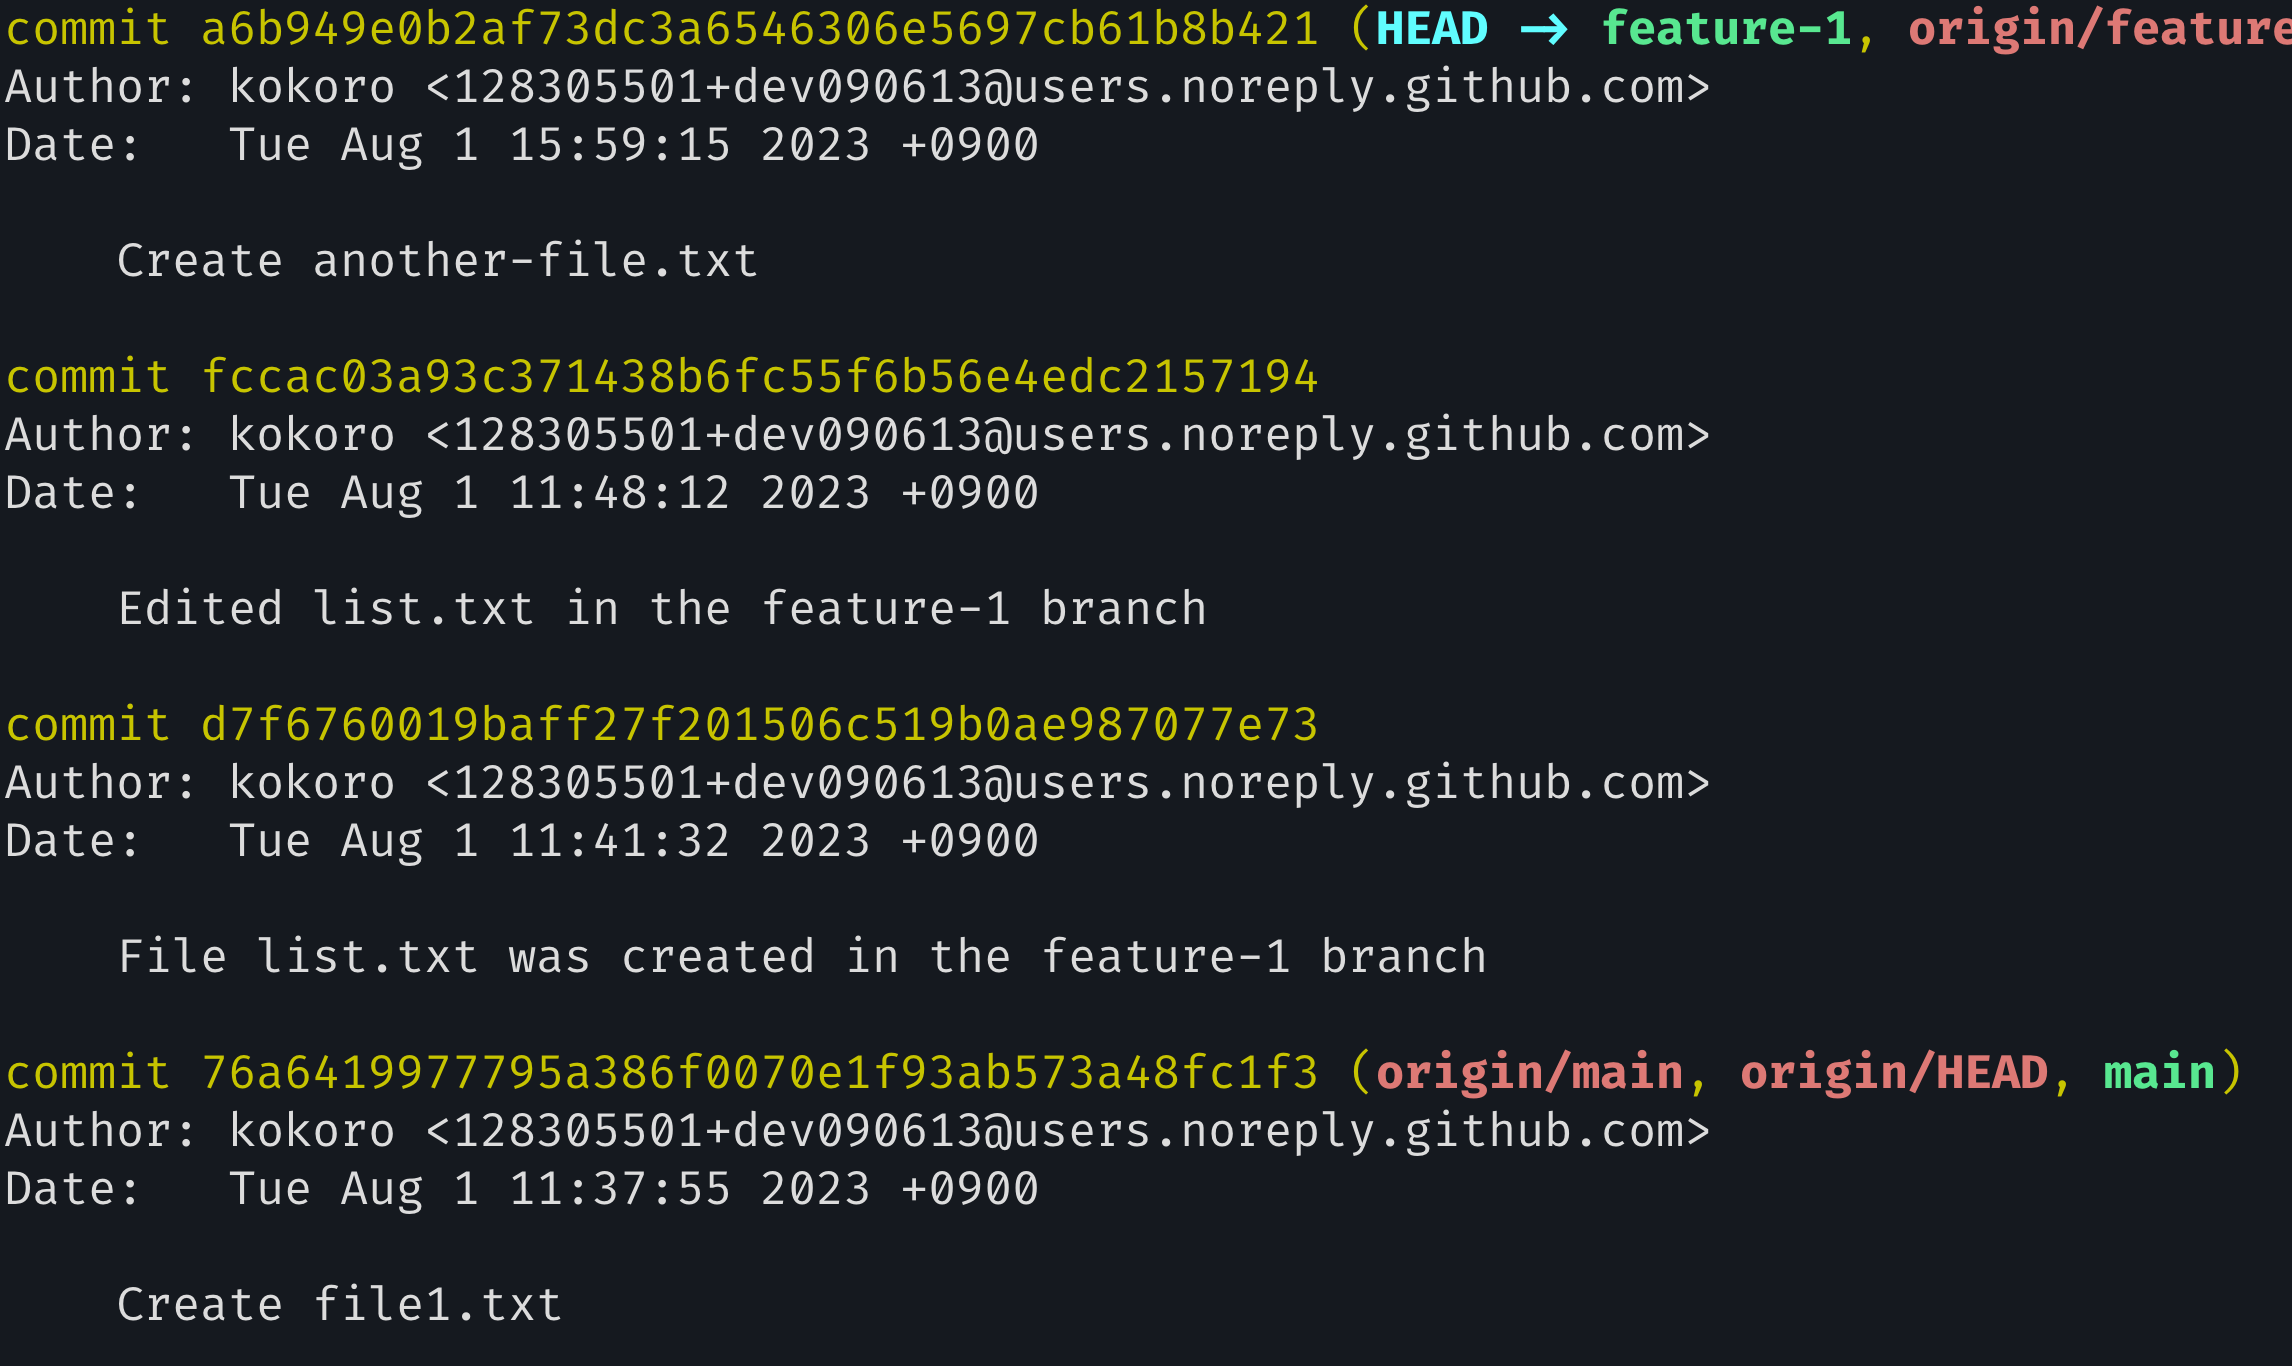 commit a6b949e0b2af73dc3a6546306e5697cb61b8b421 (HEAD -> feature-1, origin/feature
Author: kokoro <128305501+dev090613@users.noreply.github.com>
Date:   Tue Aug 1 15:59:15 2023 +0900
    Create another-file.txt
commit fccac03a93c371438b6fc55f6b56e4edc2157194
Author: kokoro <128305501+dev090613@users.noreply.github.com>
Date:   Tue Aug 1 11:48:12 2023 +0900
    Edited list.txt in the feature-1 branch
commit d7f6760019baff27f201506c519b0ae987077e73
Author: kokoro <128305501+dev090613@users.noreply.github.com>
Date:   Tue Aug 1 11:41:32 2023 +0900
    File list.txt was created in the feature-1 branch
commit 76a6419977795a386f0070e1f93ab573a48fc1f3 (origin/main, origin/HEAD, main)
Author: kokoro <128305501+dev090613@users.noreply.github.com>
Date:   Tue Aug 1 11:37:55 2023 +0900
    Create file1.txt